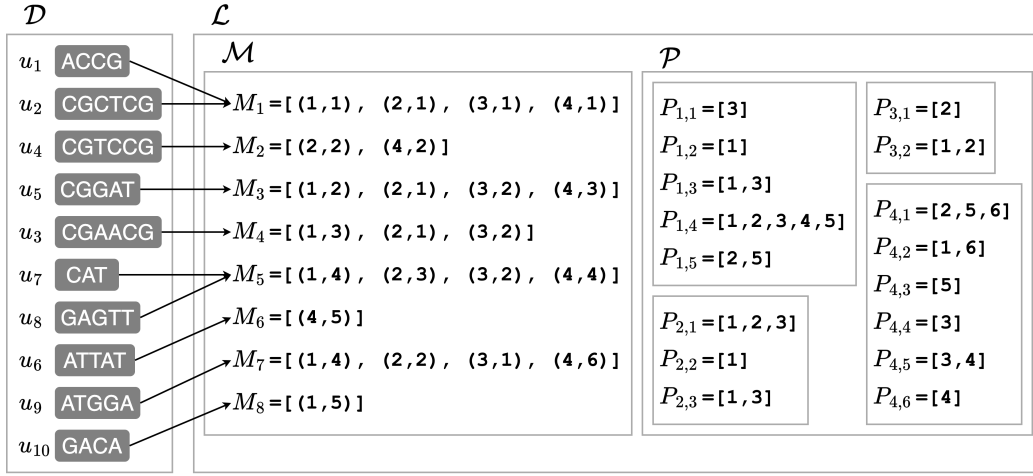 𝒟
ℒ
ℳ
𝒫
u₁ ACCG
u₂ CGCTCG
u₄ CGTCCG
u₅ CGGAT
u₃ CGAACG
u₇ CAT
u₈ GAGTT
u₆ ATTAT
u₉ ATGGA
u₁₀ GACA
M₁=[(1,1), (2,1), (3,1), (4,1)]
M₂=[(2,2), (4,2)]
M₃=[(1,2), (2,1), (3,2), (4,3)]
M₄=[(1,3), (2,1), (3,2)]
M₅=[(1,4), (2,3), (3,2), (4,4)]
M₆=[(4,5)]
M₇=[(1,4), (2,2), (3,1), (4,6)]
M₈=[(1,5)]
P₁,₁=[3]
P₁,₂=[1]
P₁,₃=[1,3]
P₁,₄=[1,2,3,4,5]
P₁,₅=[2,5]
P₂,₁=[1,2,3]
P₂,₂=[1]
P₂,₃=[1,3]
P₃,₁=[2]
P₃,₂=[1,2]
P₄,₁=[2,5,6]
P₄,₂=[1,6]
P₄,₃=[5]
P₄,₄=[3]
P₄,₅=[3,4]
P₄,₆=[4]